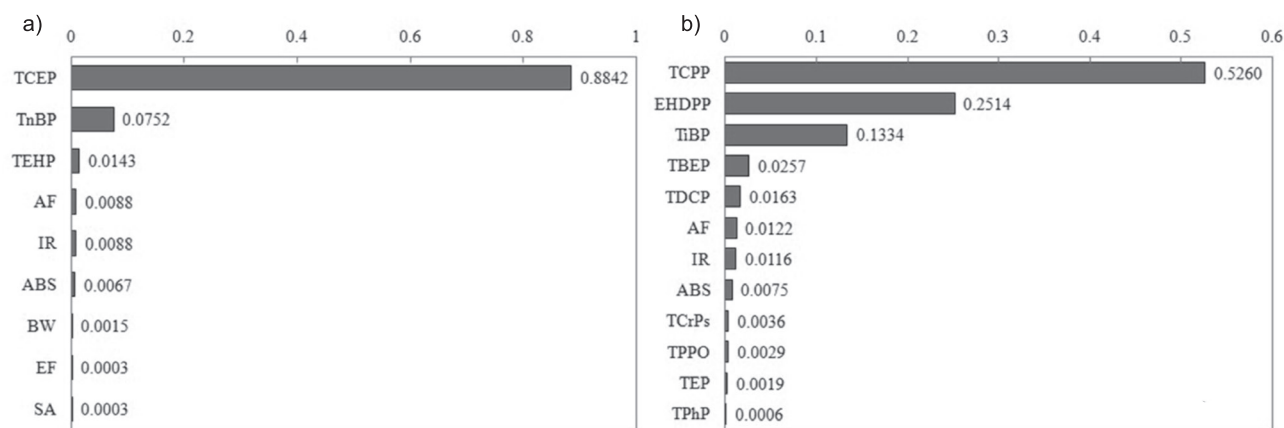 a)
0 0.2 0.4 0.6 0.8 1
TCEP 0.8842
TnBP 0.0752
TEHP 0.0143
AF 0.0088
IR 0.0088
ABS 0.0067
BW 0.0015
EF 0.0003
SA 0.0003
b)
0 0.1 0.2 0.3 0.4 0.5 0.6
TCPP 0.5260
EHDPP 0.2514
TiBP 0.1334
TBEP 0.0257
TDCP 0.0163
AF 0.0122
IR 0.0116
ABS 0.0075
TCrPs 0.0036
TPPO 0.0029
TEP 0.0019
TPhP 0.0006